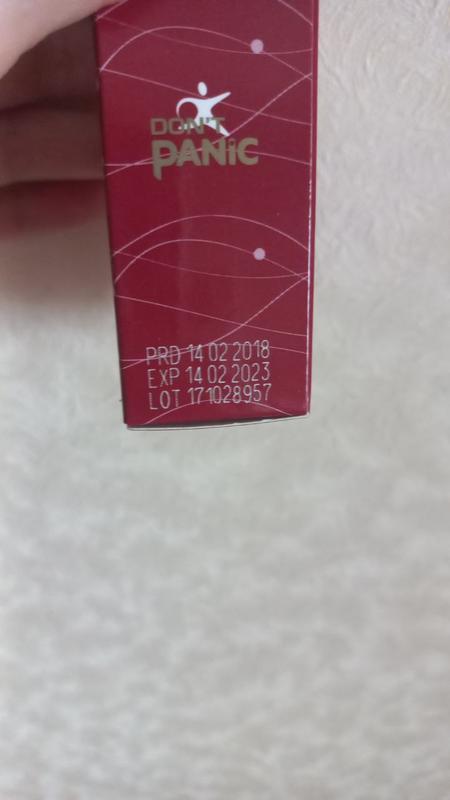 DON'T
PANiC
PRD 14 02 2018
EXP 14 02 2023
LOT 171028957